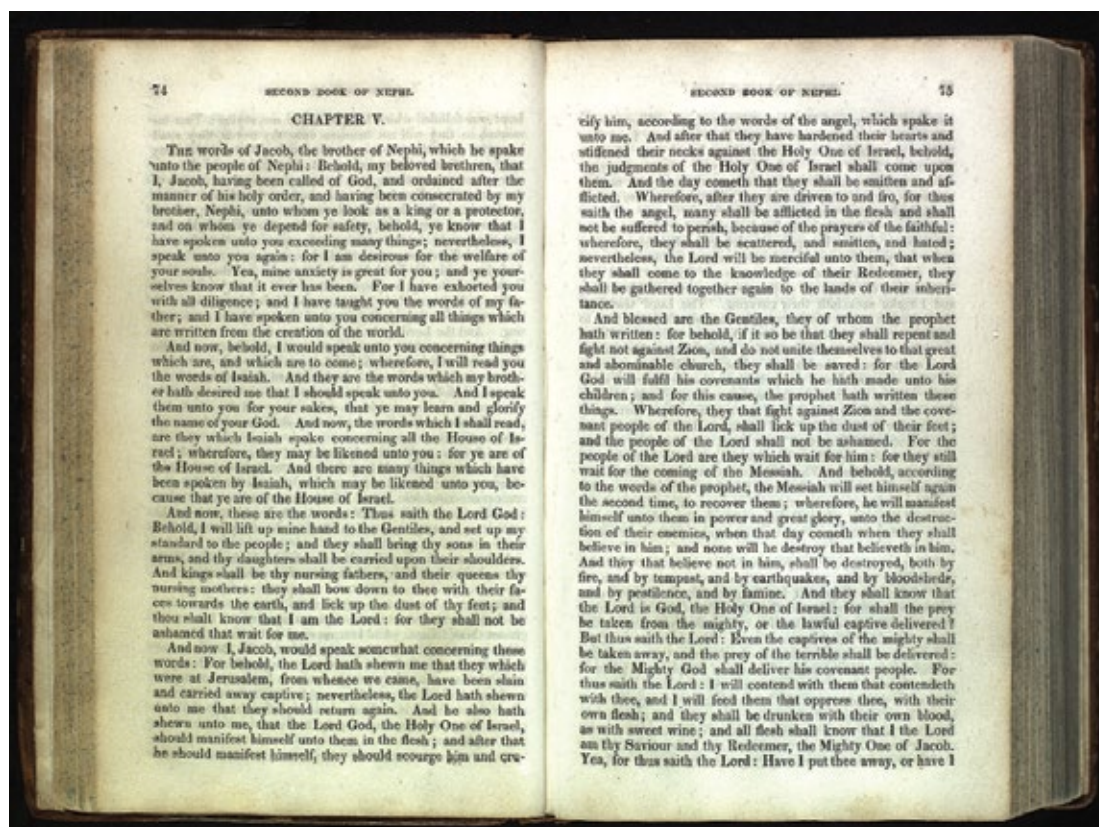 74
SECOND BOOK OF NEPHI.
CHAPTER V.
THE words of Jacob, the brother of Nephi, which he spake
unto the people of Nephi: Behold, my beloved brethren, that
I, Jacob, having been called of God, and ordained after the
manner of his holy order, and having been consecrated by my
brother, Nephi, unto whom ye look as a king or a protector,
and on whom ye depend for safety, behold, ye know that I
have spoken unto you exceeding many things; nevertheless, I
speak unto you again: for I am desirous for the welfare of
your souls. Yea, mine anxiety is great for you; and ye your-
selves know that it ever has been. For I have exhorted you
with all diligence; and I have taught you the words of my fa-
ther; and I have spoken unto you concerning all things which
are written from the creation of the world.
And now, behold, I would speak unto you concerning things
which are, and which are to come; wherefore, I will read you
the words of Isaiah. And they are the words which my broth-
er hath desired me that I should speak unto you. And I speak
them unto you for your sakes, that ye may learn and glorify
the name of your God. And now, the words which I shall read,
are they which Isaiah spake concerning all the House of Is-
rael; wherefore, they may be likened unto you: for ye are of
the House of Israel. And there are many things which have
been spoken by Isaiah, which may be likened unto you, be-
cause that ye are of the House of Israel.
And now, these are the words: Thus saith the Lord God:
Behold, I will lift up mine hand to the Gentiles, and set up my
standard to the people; and they shall bring thy sons in their
arms, and thy daughters shall be carried upon their shoulders.
And kings shall be thy nursing fathers, and their queens thy
nursing mothers: they shall bow down to thee with their fa-
ces towards the earth, and lick up the dust of thy feet; and
thou shalt know that I am the Lord: for they shall not be
ashamed that wait for me.
And now I, Jacob, would speak somewhat concerning these
words: For behold, the Lord hath shewn me that they which
were at Jerusalem, from whence we came, have been slain
and carried away captive; nevertheless, the Lord hath shewn
unto me that they should return again. And he also hath
shewn unto me, that the Lord God, the Holy One of Israel,
should manifest himself unto them in the flesh; and after that
he should manifest himself, they should scourge him and cru-
SECOND BOOK OF NEPHI.
75
cify him, according to the words of the angel, which spake it
unto me. And after that they have hardened their hearts and
stiffened their necks against the Holy One of Israel, behold,
the judgments of the Holy One of Israel shall come upon
them. And the day cometh that they shall be smitten and af-
flicted. Wherefore, after they are driven to and fro, for thus
saith the angel, many shall be afflicted in the flesh and shall
not be suffered to perish, because of the prayers of the faithful:
wherefore, they shall be scattered, and smitten, and hated;
nevertheless, the Lord will be merciful unto them, that when
they shall come to the knowledge of their Redeemer, they
shall be gathered together again to the lands of their inheri-
tance.
And blessed are the Gentiles, they of whom the prophet
hath written: for behold, if it so be that they shall repent and
fight not against Zion, and do not unite themselves to that great
and abominable church, they shall be saved: for the Lord
God will fulfil his covenants which he hath made unto his
children; and for this cause, the prophet hath written these
things. Wherefore, they that fight against Zion and the cove-
nant people of the Lord, shall lick up the dust of their feet;
and the people of the Lord shall not be ashamed. For the
people of the Lord are they which wait for him: for they still
wait for the coming of the Messiah. And behold, according
to the words of the prophet, the Messiah will set himself again
the second time, to recover them; wherefore, he will manifest
himself unto them in power and great glory, unto the destruc-
tion of their enemies, when that day cometh when they shall
believe in him; and none will he destroy that believeth in him.
And they that believe not in him, shall be destroyed, both by
fire, and by tempest, and by earthquakes, and by bloodsheds,
and by pestilence, and by famine. And they shall know that
the Lord is God, the Holy One of Israel: for shall the prey
be taken from the mighty, or the lawful captive delivered?
But thus saith the Lord: Even the captives of the mighty shall
be taken away, and the prey of the terrible shall be delivered:
for the Mighty God shall deliver his covenant people. For
thus saith the Lord: I will contend with them that contendeth
with thee, and I will feed them that oppress thee, with their
own flesh; and they shall be drunken with their own blood,
as with sweet wine; and all flesh shall know that I the Lord
am thy Saviour and thy Redeemer, the Mighty One of Jacob.
Yea, for thus saith the Lord: Have I put thee away, or have I